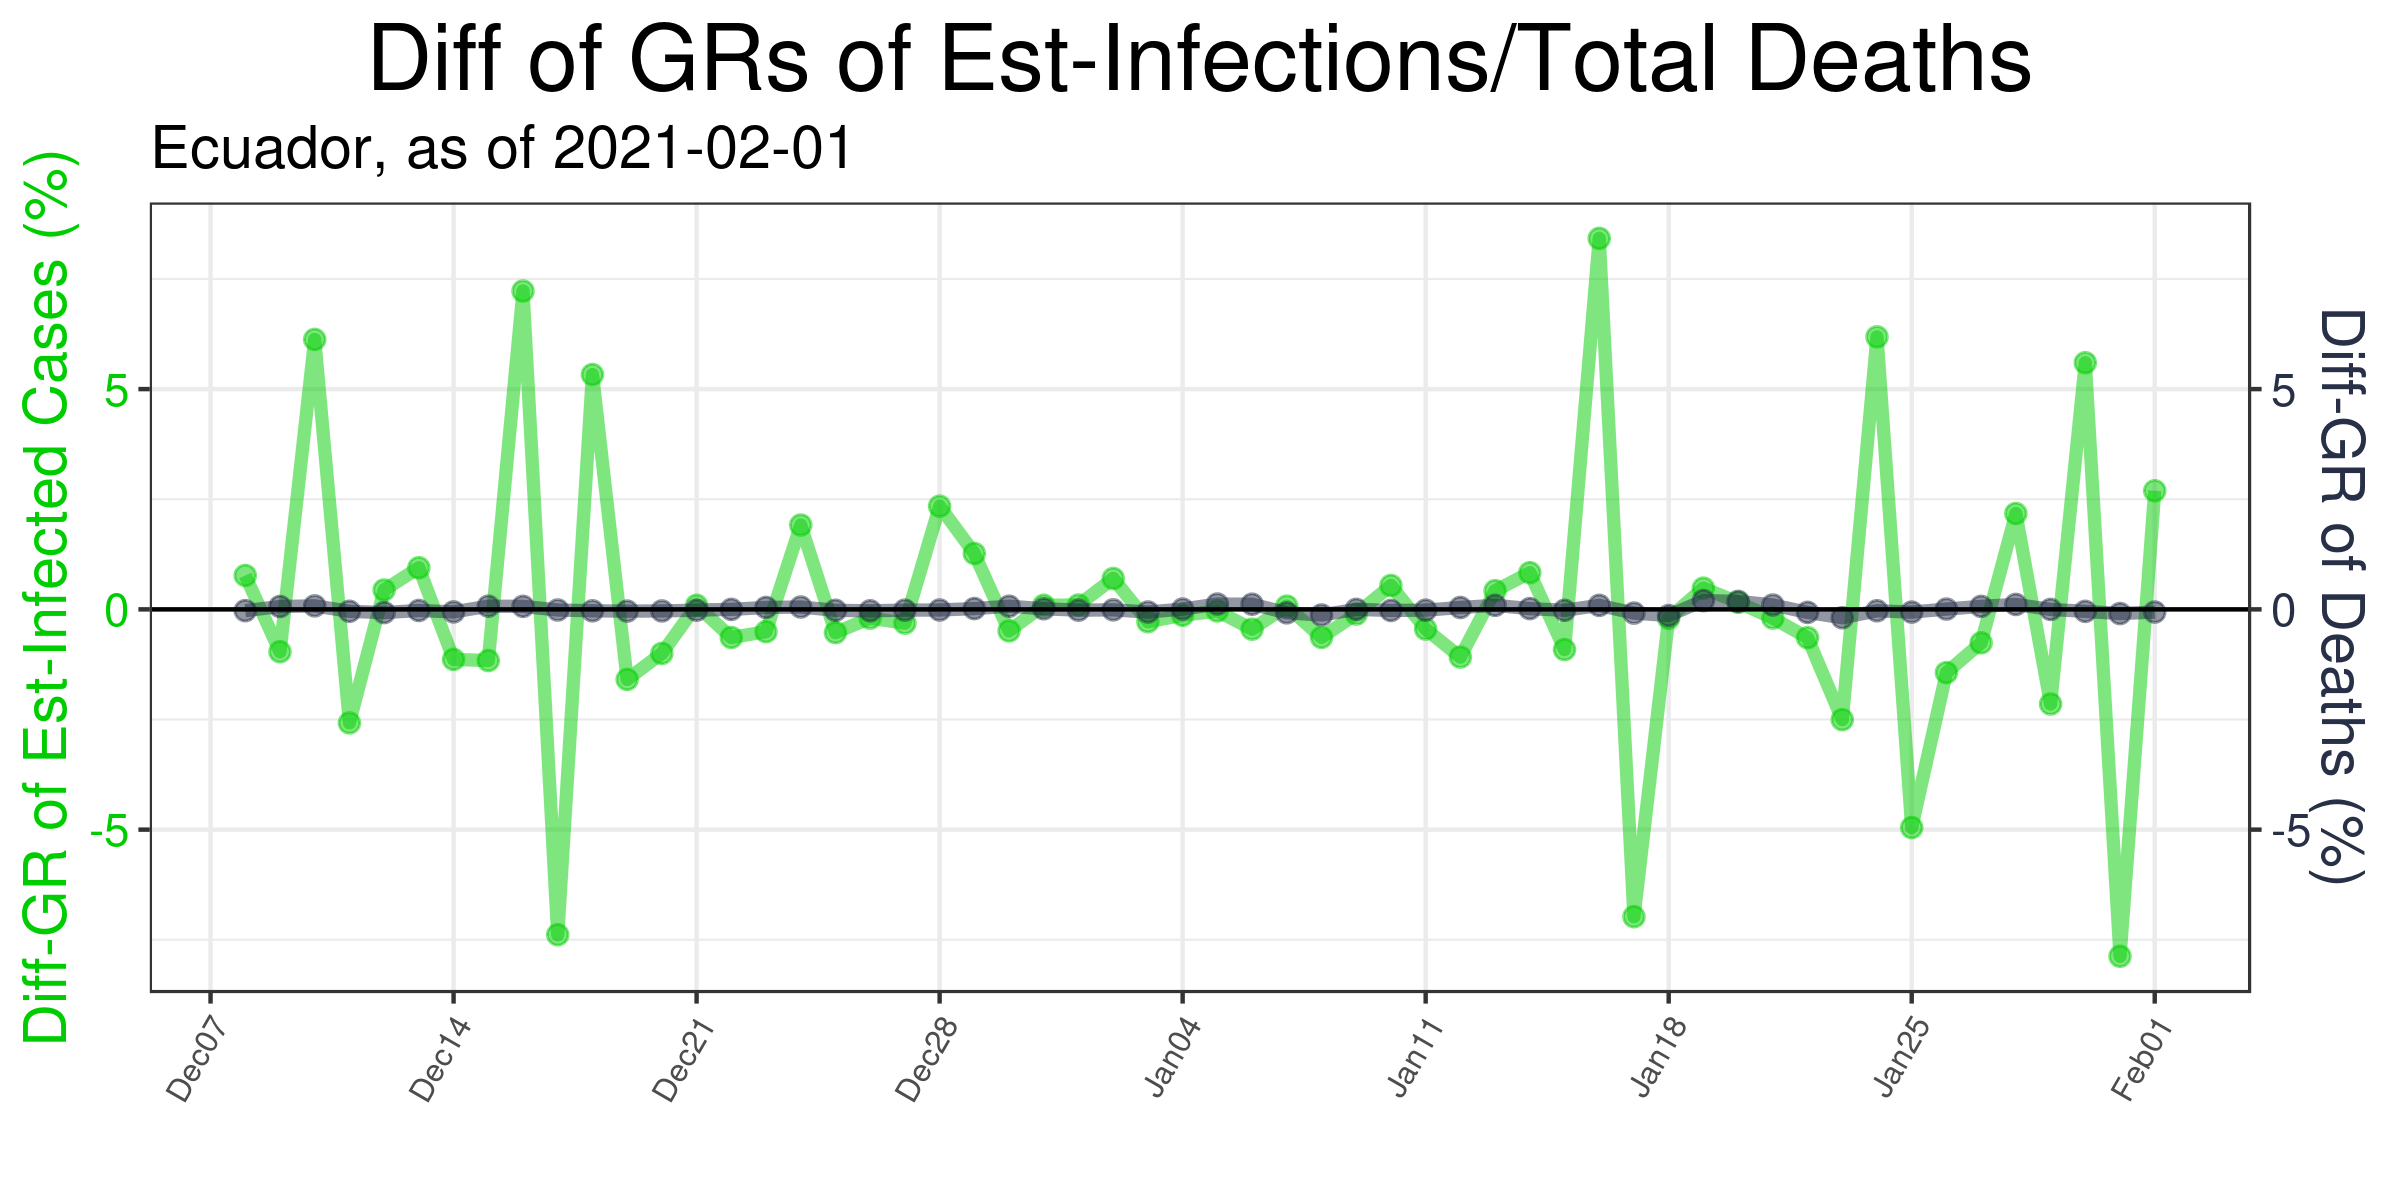 Diff of GRs of Est-Infections/Total Deaths
Ecuador, as of 2021-02-01
Diff-GR of Est-Infected Cases (%)
5
0
-5
5
0
-5
Diff-GR of Deaths (%)
Dec07
Dec14
Dec21
Dec28
Jan04
Jan11
Jan18
Jan25
Feb01